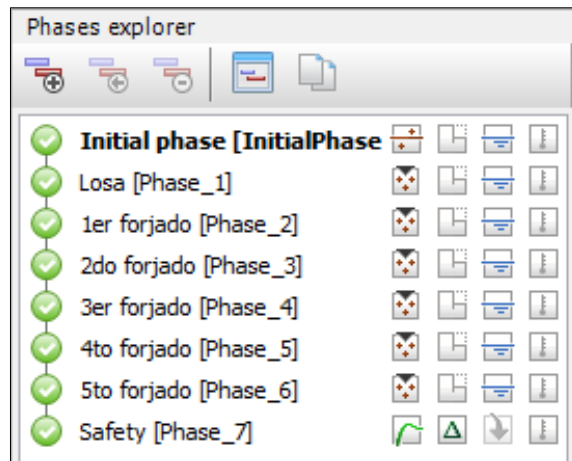 Phases explorer
Initial phase [InitialPhase
Losa [Phase_1]
1er forjado [Phase_2]
2do forjado [Phase_3]
3er forjado [Phase_4]
4to forjado [Phase_5]
5to forjado [Phase_6]
Safety [Phase_7]